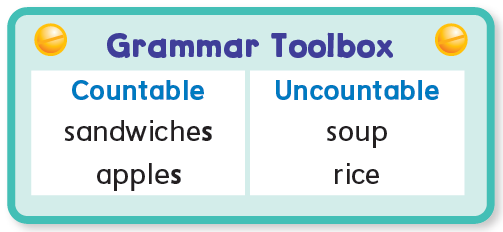 Grammar Toolbox
Countable Uncountable
sandwiches soup
apples rice